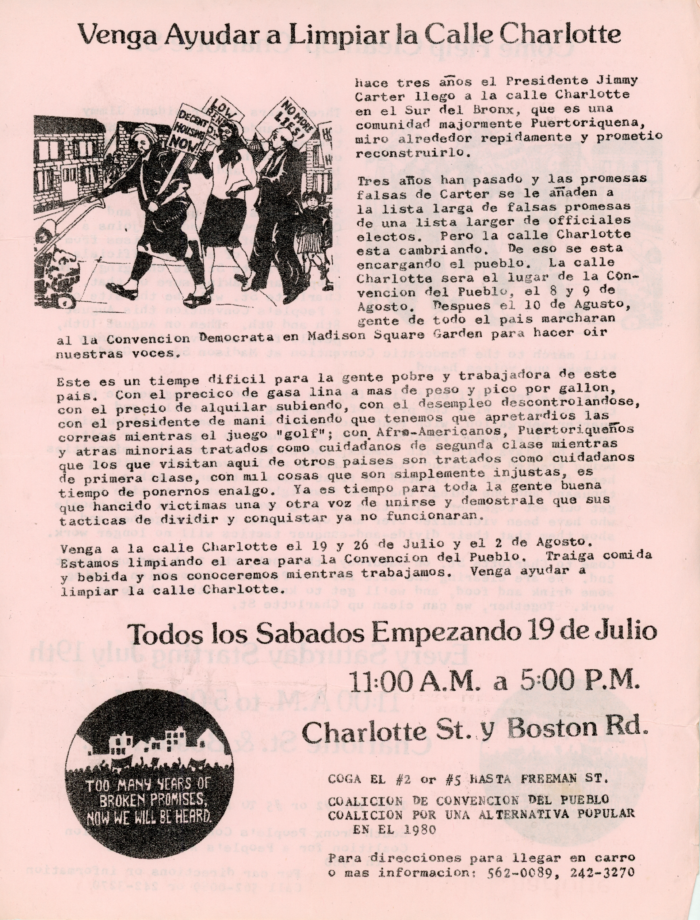 Venga Ayudar a Limpiar la Calle Charlotte
LOW RENT
DECENT HOUSING NOW!
NO MORE LIES!
hace tres años el Presidente Jimmy
Carter llego a la calle Charlotte
en el Sur del Bronx, que es una
comunidad majormente Puertoriquena,
miro alrededor repidamente y prometio
reconstruirlo.
Tres años han pasado y las promesas
falsas de Carter se le añaden a
la lista larga de falsas promesas
de una lista larger de officiales
electos. Pero la calle Charlotte
esta cambriando. De eso se esta
encargando el pueblo. La calle
Charlotte sera el lugar de la Con-
vencion del Pueblo, el 8 y 9 de
Agosto. Despues el 10 de Agusto,
gente de todo el pais marcharan
al la Convencion Democrata en Madison Square Garden para hacer oir
nuestras voces.
Este es un tiempe dificil para la gente pobre y trabajadora de este
pais. Con el precico de gasa lina a mas de peso y pico por gallon,
con el precio de alquilar subiendo, con el desempleo descontrolandose,
con el presidente de mani diciendo que tenemos que apretardios las
correas mientras el juego "golf"; con Afro-Americanos, Puertoriqueños
y atras minorias tratados como cuidadanos de segunda clase mientras
que los que visitan aqui de otros paises son tratados como cuidadanos
de primera clase, con mil cosas que son simplemente injustas, es
tiempo de ponernos enalgo. Ya es tiempo para toda la gente buena
que hancido victimas una y otra voz de unirse y demostrale que sus
tacticas de dividir y conquistar ya no funcionaran.
Venga a la calle Charlotte el 19 y 26 de Julio y el 2 de Agosto.
Estamos limpiando el area para la Convencion del Pueblo. Traiga comida
y bebida y nos conoceremos mientras trabajamos. Venga ayudar a
limpiar la calle Charlotte.
Todos los Sabados Empezando 19 de Julio
11:00 A.M. a 5:00 P.M.
Charlotte St. y Boston Rd.
TOO MANY YEARS OF
BROKEN PROMISES,
NOW WE WILL BE HEARD.
COGA EL #2 or #5 HASTA FREEMAN ST.
COALICION DE CONVENCION DEL PUEBLO
COALICION POR UNA ALTERNATIVA POPULAR
EN EL 1980
Para direcciones para llegar en carro
o mas informacion: 562-0089, 242-3270